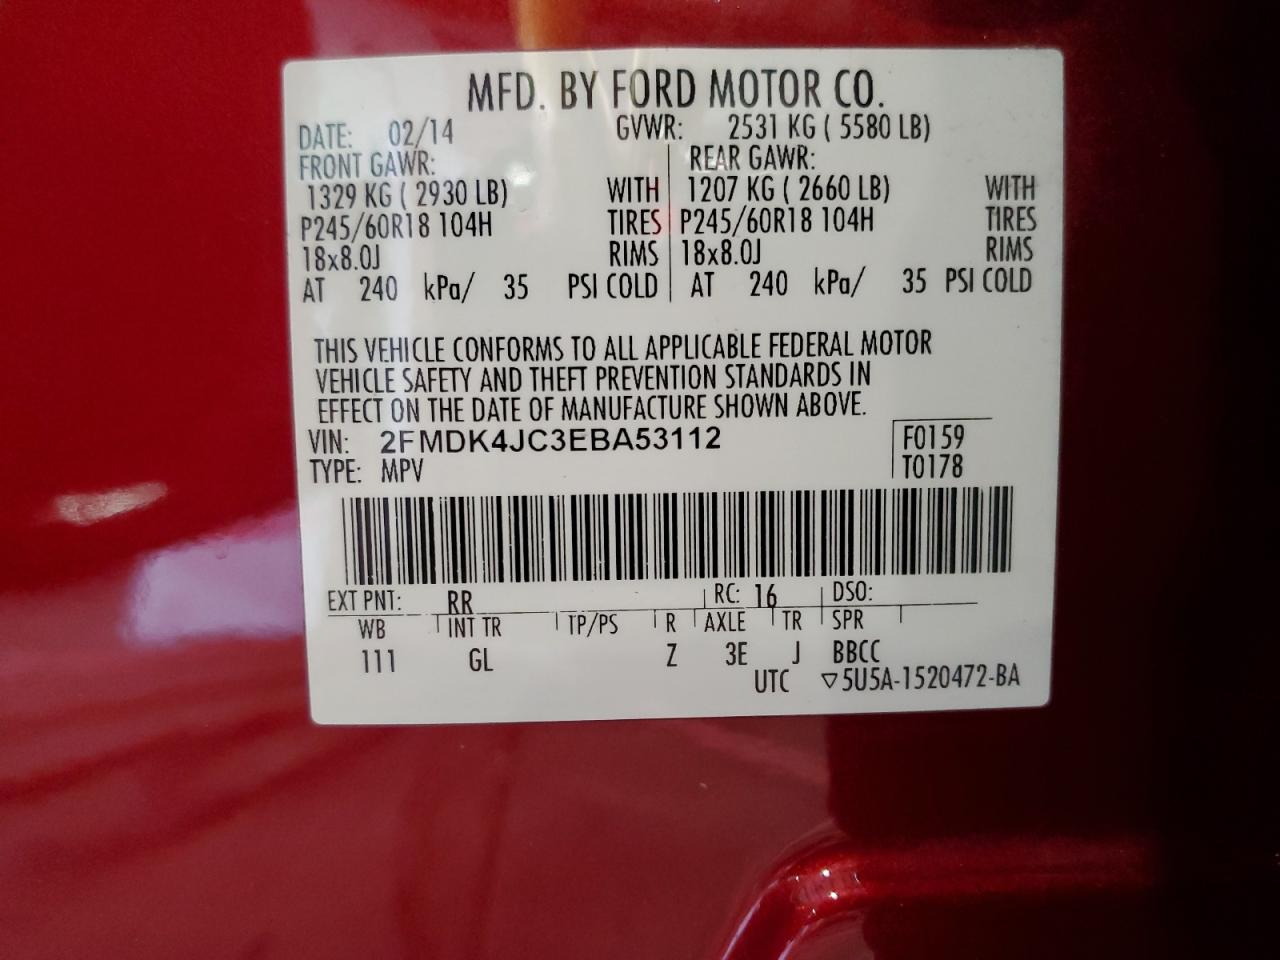 MFD. BY FORD MOTOR CO.
DATE: 02/14 GVWR: 2531 KG ( 5580 LB)
FRONT GAWR: REAR GAWR:
1329 KG ( 2930 LB) WITH 1207 KG ( 2660 LB) WITH
P245/60R18 104H TIRES P245/60R18 104H TIRES
18x8.0J RIMS 18x8.0J RIMS
AT 240 kPa/ 35 PSI COLD AT 240 kPa/ 35 PSI COLD
THIS VEHICLE CONFORMS TO ALL APPLICABLE FEDERAL MOTOR
VEHICLE SAFETY AND THEFT PREVENTION STANDARDS IN
EFFECT ON THE DATE OF MANUFACTURE SHOWN ABOVE.
VIN: 2FMDK4JC3EBA53112 F0159
TYPE: MPV T0178
EXT PNT: RR RC: 16 DSO:
WB INT TR TP/PS R AXLE TR SPR
111 GL Z 3E J BBCC
UTC ▽5U5A-1520472-BA